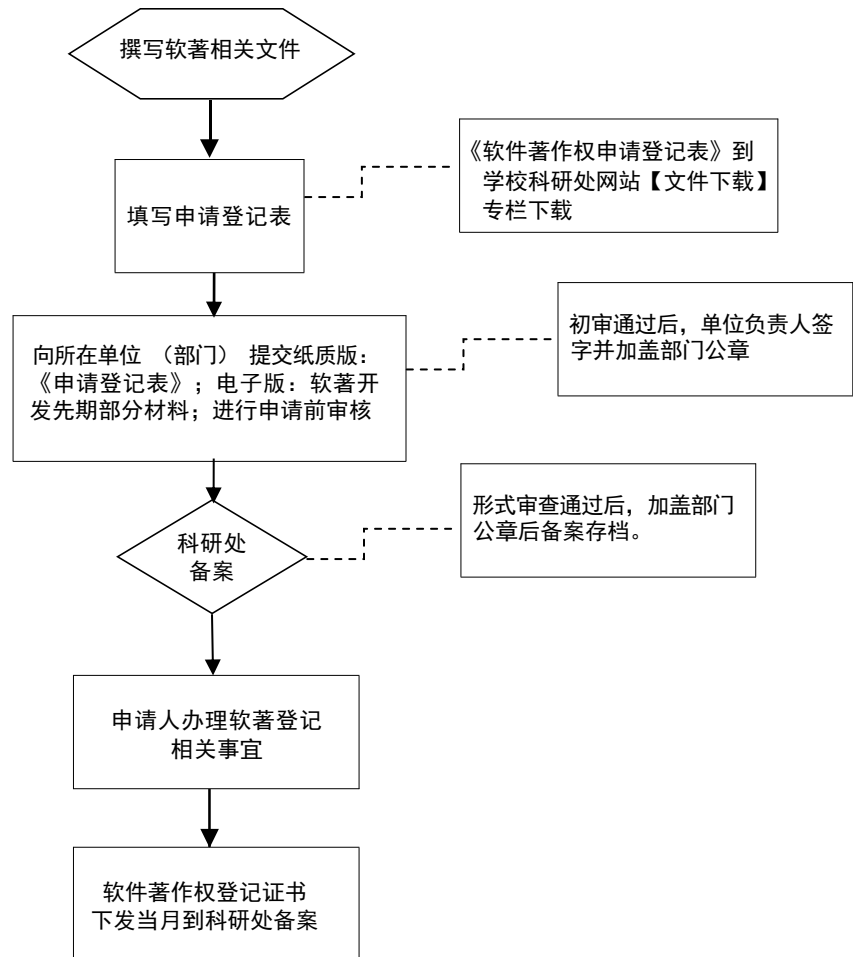 撰写软著相关文件
《软件著作权申请登记表》到
学校科研处网站【文件下载】
专栏下载
填写申请登记表
初审通过后，单位负责人签
字并加盖部门公章
向所在单位 （部门） 提交纸质版：
《申请登记表》；电子版：软著开
发先期部分材料；进行申请前审核
形式审查通过后，加盖部门
公章后备案存档。
科研处
备案
申请人办理软著登记
相关事宜
软件著作权登记证书
下发当月到科研处备案